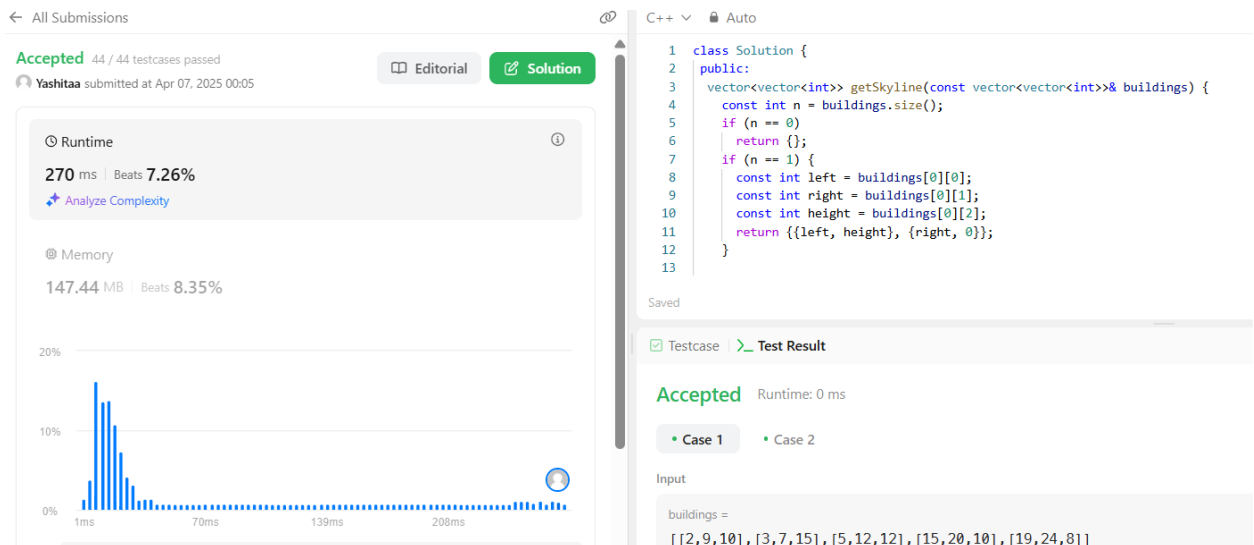 All Submissions
Accepted 44 / 44 testcases passed
Yashitaa submitted at Apr 07, 2025 00:05
Editorial
Solution
Runtime
270 ms Beats 7.26%
Analyze Complexity
Memory
147.44 MB Beats 8.35%
20%
10%
0%
1ms 70ms 139ms 208ms
C++ Auto
1 class Solution {
2 public:
3 vector<vector<int>> getSkyline(const vector<vector<int>>& buildings) {
4 const int n = buildings.size();
5 if (n == 0)
6 return {};
7 if (n == 1) {
8 const int left = buildings[0][0];
9 const int right = buildings[0][1];
10 const int height = buildings[0][2];
11 return {{left, height}, {right, 0}};
12 }
13
Saved
Testcase Test Result
Accepted Runtime: 0 ms
Case 1 Case 2
Input
buildings =
[[2,9,10],[3,7,15],[5,12,12],[15,20,10],[19,24,8]]